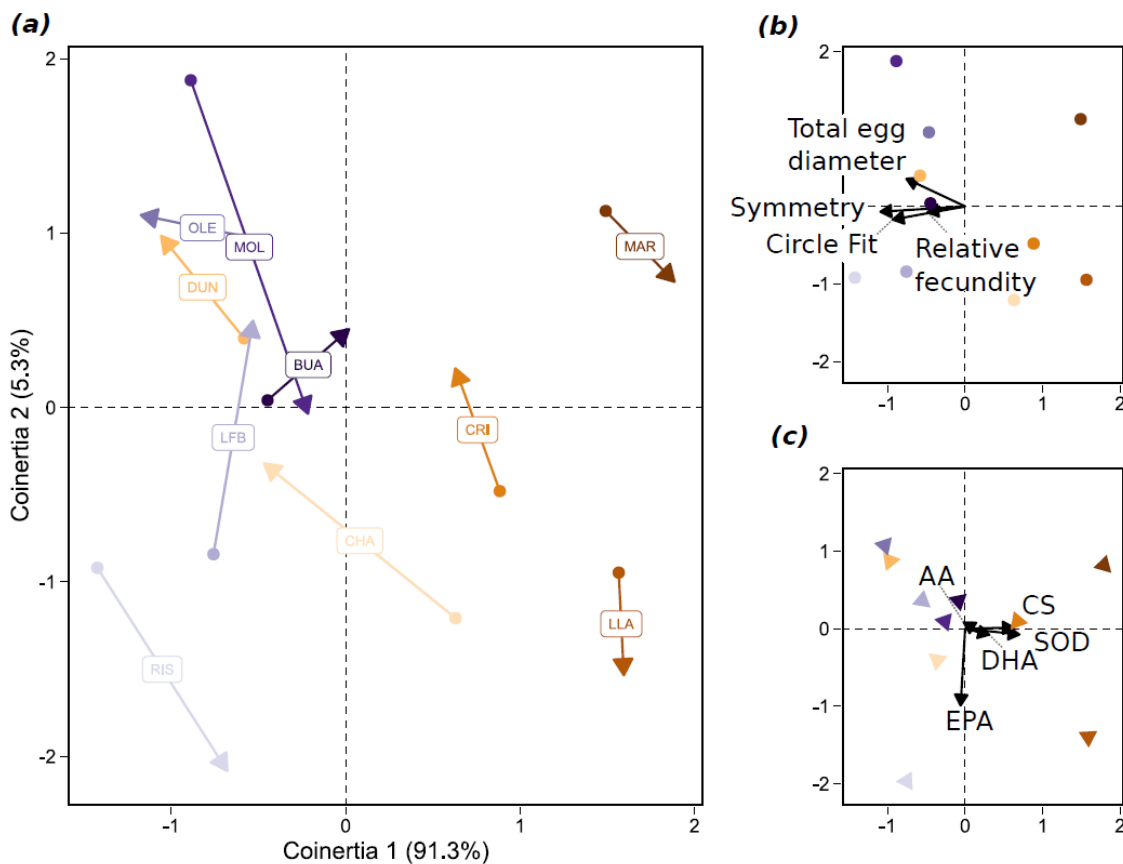 (a)
2
1
0
-1
-2
-1
0
1
2
Coinertia 2 (5.3%)
Coinertia 1 (91.3%)
OLE
MOL
MAR
DUN
BUA
LFB
CRI
CHA
LLA
RIS
(b)
2
1
0
-1
-2
-1
0
1
2
Total egg
diameter
Symmetry
Circle Fit
Relative
fecundity
(c)
2
1
0
-1
-2
-1
0
1
2
AA
CS
SOD
DHA
EPA